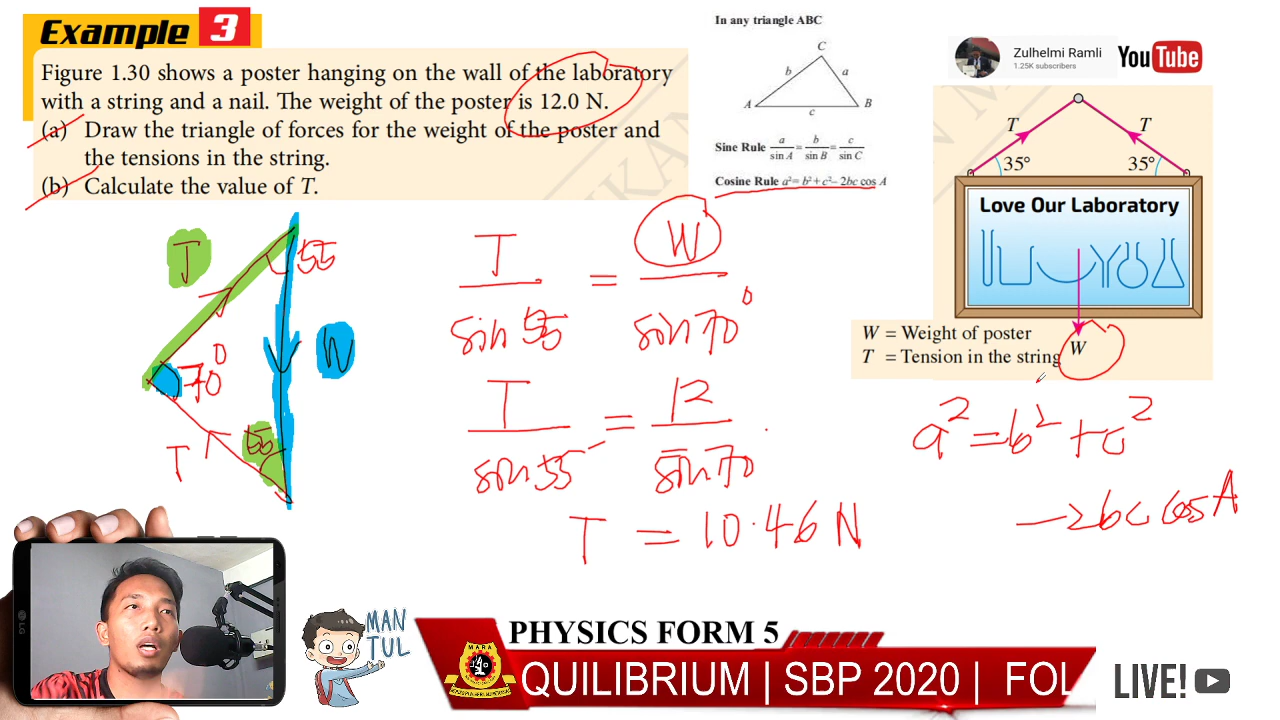 Example 3
Figure 1.30 shows a poster hanging on the wall of the laboratory
with a string and a nail. The weight of the poster is 12.0 N.
(a) Draw the triangle of forces for the weight of the poster and
the tensions in the string.
(b) Calculate the value of T.
In any triangle ABC
C
b
a
A
B
c
Sine Rule a/sin A = b/sin B = c/sin C
Cosine Rule a² = b² + c² – 2bc cos A
Zulhelmi Ramli
1.25K subscribers
YouTube
T
T
35°
35°
Love Our Laboratory
W
W = Weight of poster
T = Tension in the string
T
55
W
70°
55
T
T/sin 55 = W/sin 70°
T/sin 55 = 12/sin 70
T = 10.46 N
a² = b² + c²
– 2bc cos A
LG
MAN
TUL
MARA
PHYSICS FORM 5
QUILIBRIUM | SBP 2020 | FOL
LIVE!